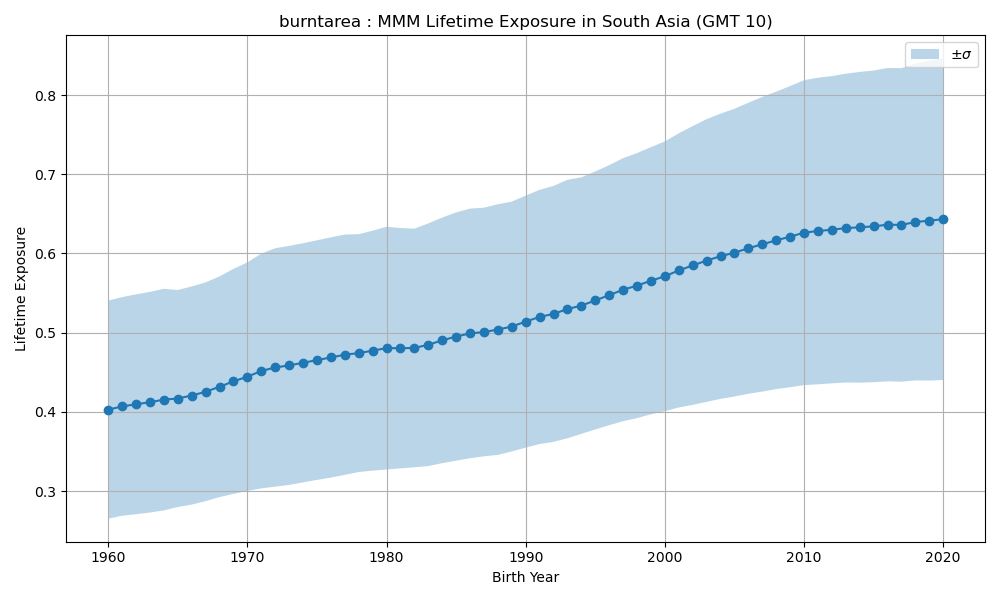 burntarea : MMM Lifetime Exposure in South Asia (GMT 10)
±σ
Lifetime Exposure
0.8
0.7
0.6
0.5
0.4
0.3
1960 1970 1980 1990 2000 2010 2020
Birth Year